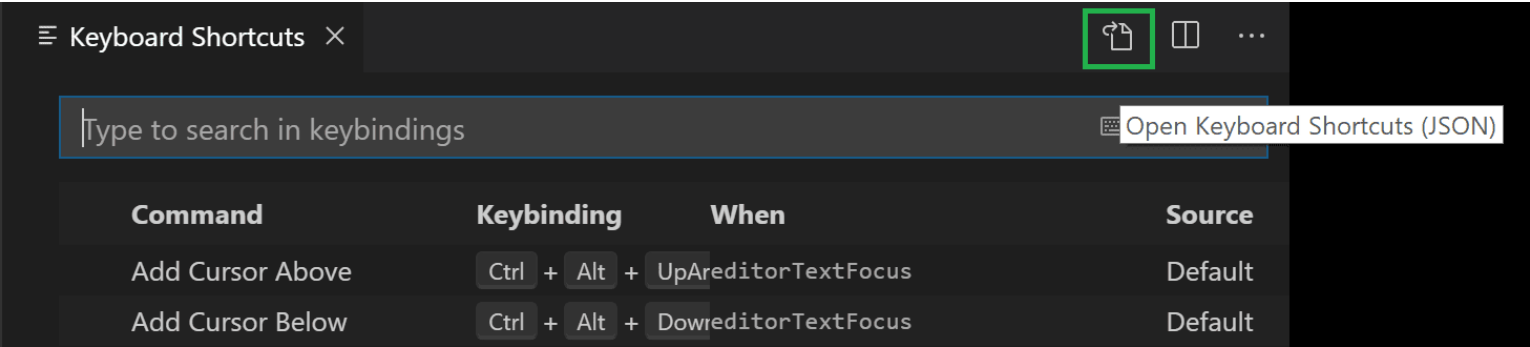 Keyboard Shortcuts
Type to search in keybindings
Open Keyboard Shortcuts (JSON)
Command Keybinding When Source
Add Cursor Above Ctrl + Alt + UpAr editorTextFocus Default
Add Cursor Below Ctrl + Alt + Down editorTextFocus Default